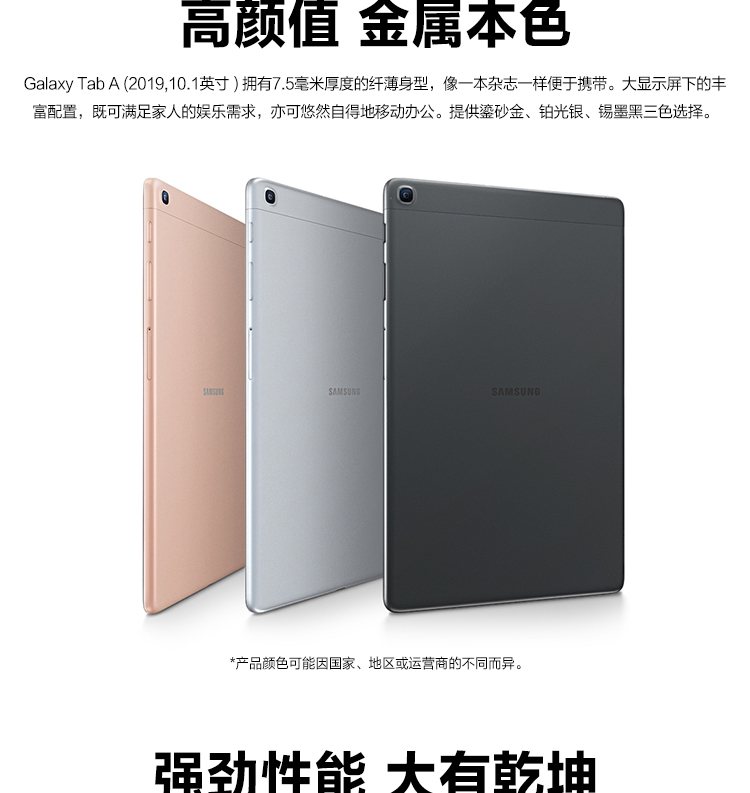 高颜值 金属本色
Galaxy Tab A (2019,10.1英寸 ) 拥有7.5毫米厚度的纤薄身型，像一本杂志一样便于携带。大显示屏下的丰
富配置，既可满足家人的娱乐需求，亦可悠然自得地移动办公。提供鎏砂金、铂光银、锡墨黑三色选择。
SAMSUNG
SAMSUNG
SAMSUNG
*产品颜色可能因国家、地区或运营商的不同而异。
强劲性能 大有乾坤